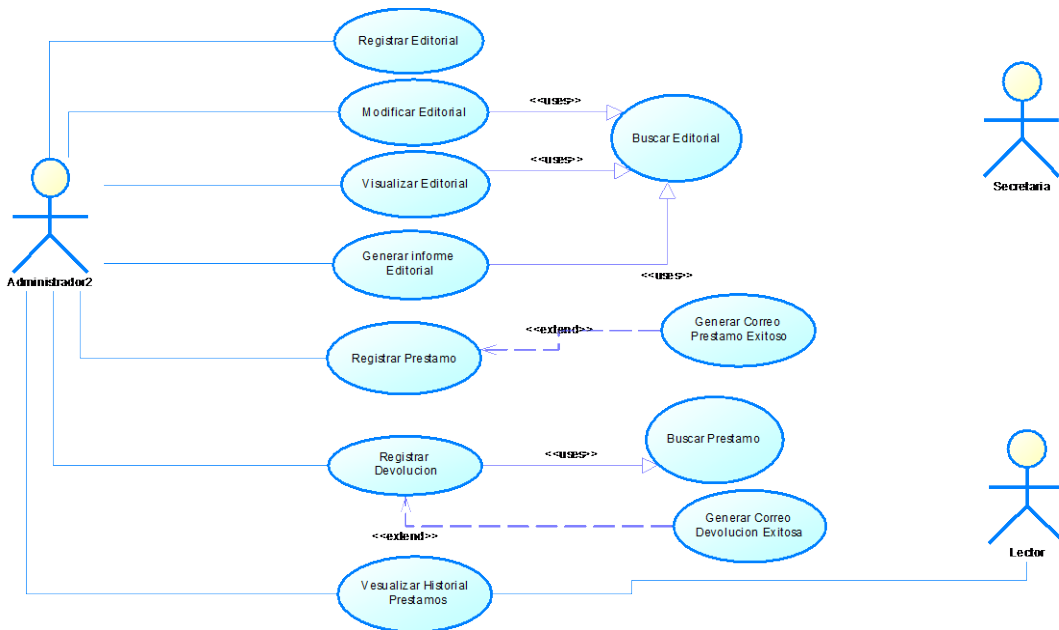 Registrar Editorial
Modificar Editorial
<<uses>>
Buscar Editorial
Visualizar Editorial
<<uses>>
Secretaria
Generar informe
Editorial
<<uses>>
Administrador2
Generar Correo
Prestamo Exitoso
<<extend>>
Registrar Prestamo
Buscar Prestamo
Registrar
Devolucion
<<uses>>
Generar Correo
Devolucion Exitosa
<<extend>>
Lector
Vesualizar Historial
Prestamos